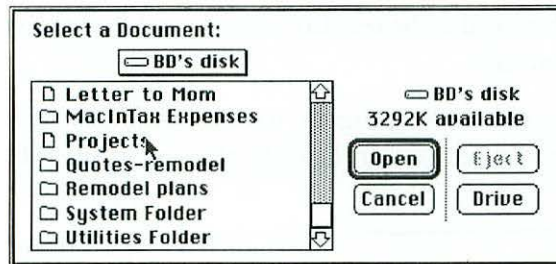 Select a Document:
BD's disk
Letter to Mom
MacInTax Expenses
Projects
Quotes-remodel
Remodel plans
System Folder
Utilities Folder
BD's disk
3292K available
Open
Eject
Cancel
Drive